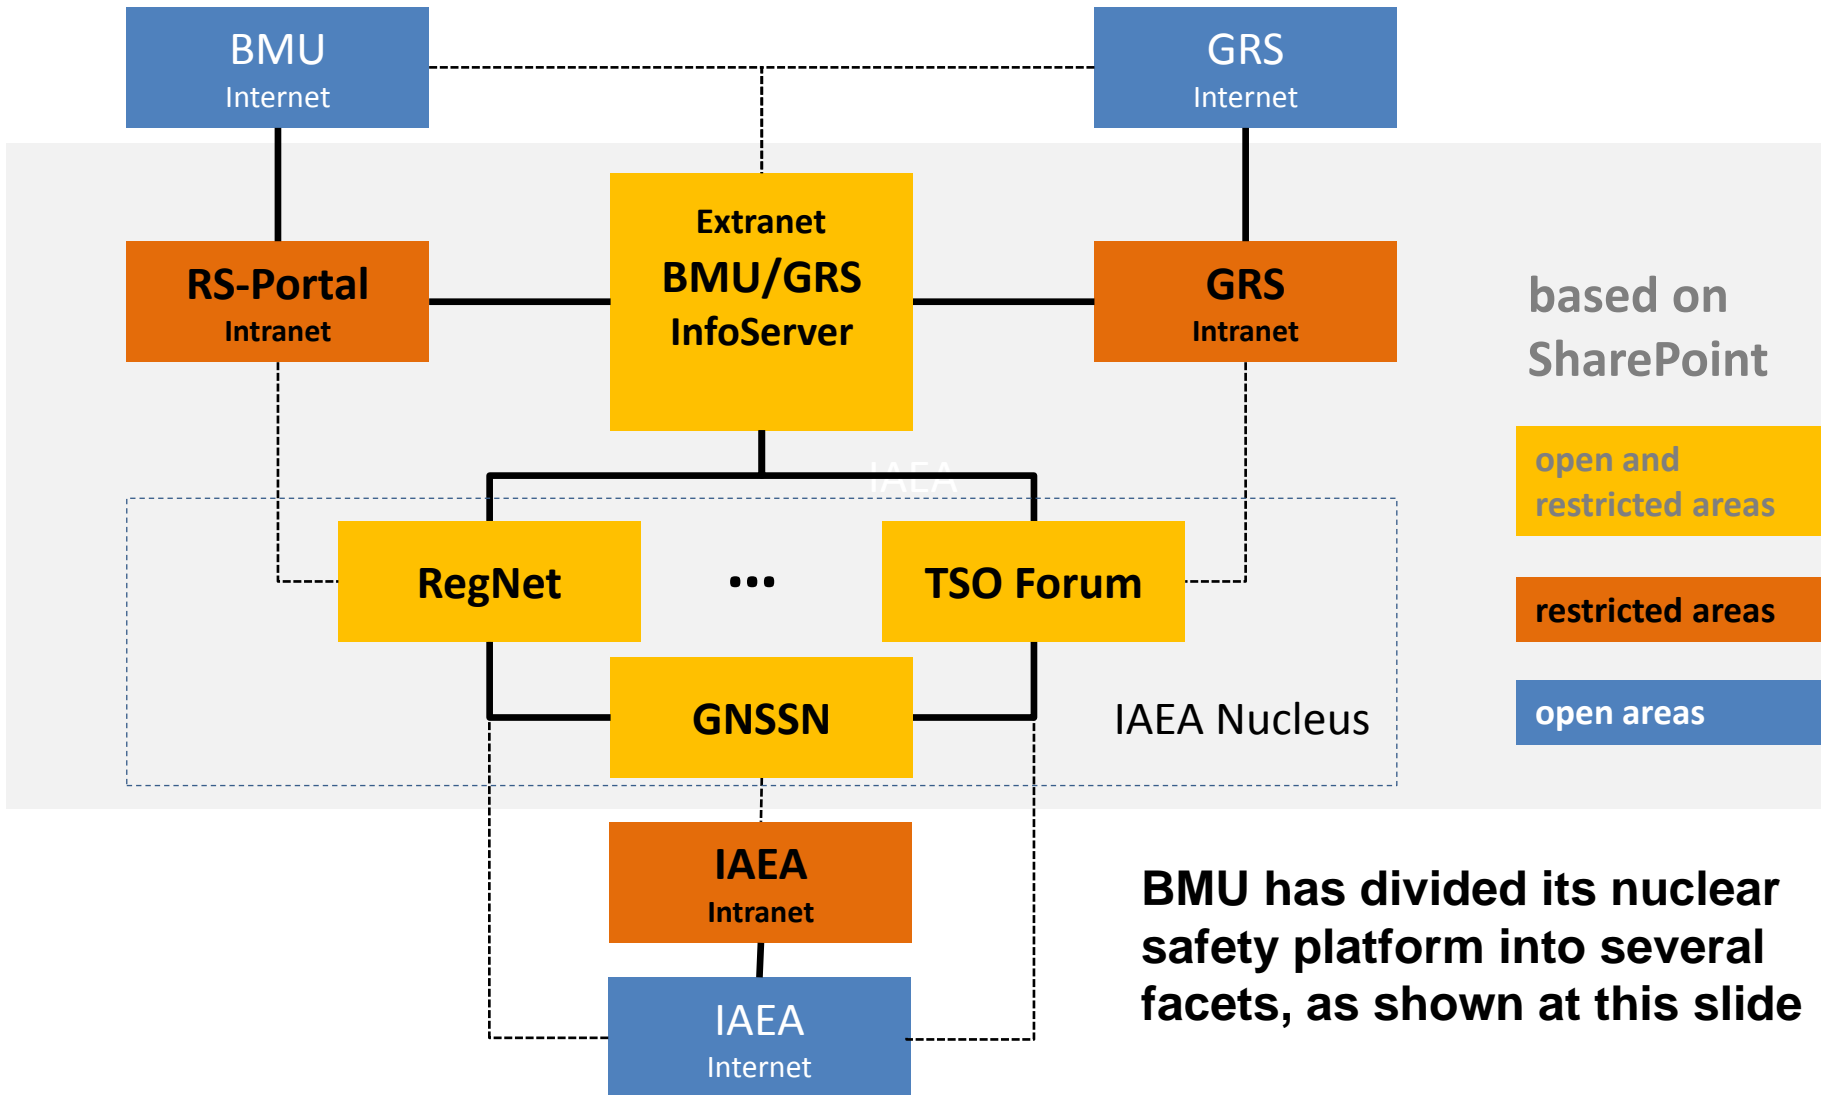 BMU
Internet
GRS
Internet
Extranet
BMU/GRS
InfoServer
RS-Portal
Intranet
GRS
Intranet
based on
SharePoint
open and
restricted areas
restricted areas
open areas
IAEA
RegNet
...
TSO Forum
GNSSN
IAEA Nucleus
IAEA
Intranet
IAEA
Internet
BMU has divided its nuclear
safety platform into several
facets, as shown at this slide